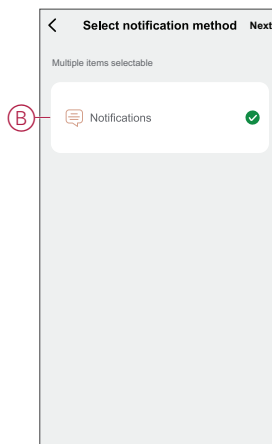 Select notification method Next
Multiple items selectable
B Notifications